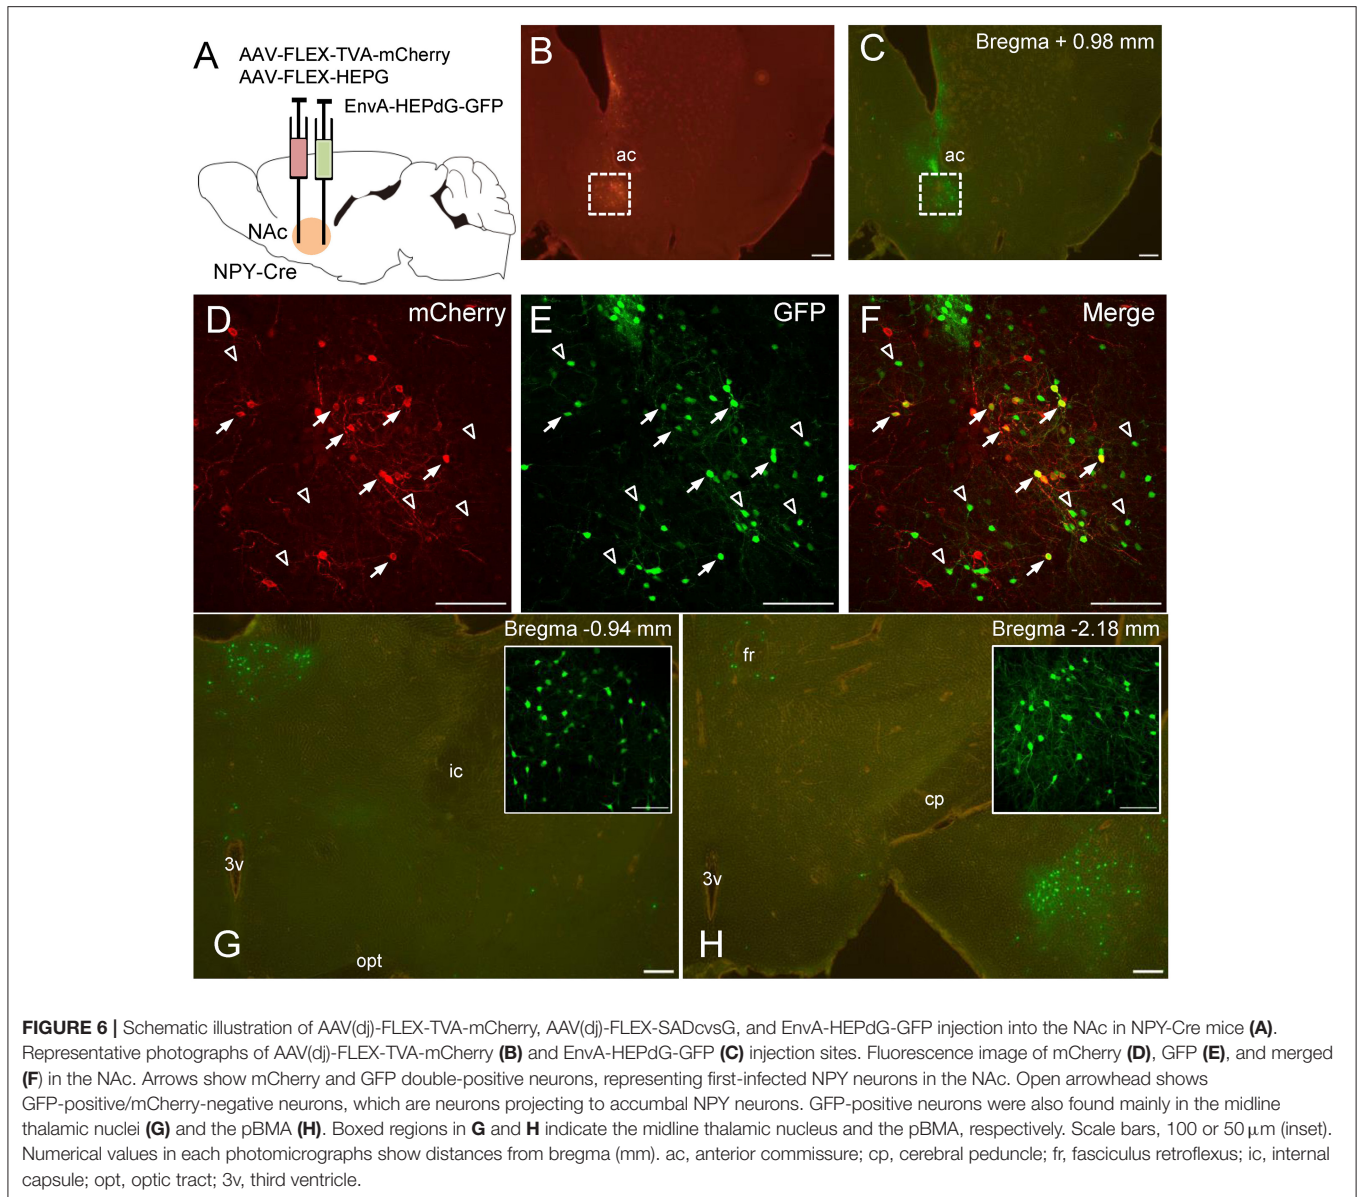 A
AAV-FLEX-TVA-mCherry
AAV-FLEX-HEPG
EnvA-HEPdG-GFP
NAc
NPY-Cre
B
ac
C
Bregma + 0.98 mm
ac
D
mCherry
E
GFP
F
Merge
G
Bregma -0.94 mm
ic
3v
opt
H
Bregma -2.18 mm
fr
cp
3v
FIGURE 6 | Schematic illustration of AAV(dj)-FLEX-TVA-mCherry, AAV(dj)-FLEX-SADcvsG, and EnvA-HEPdG-GFP injection into the NAc in NPY-Cre mice (A).
Representative photographs of AAV(dj)-FLEX-TVA-mCherry (B) and EnvA-HEPdG-GFP (C) injection sites. Fluorescence image of mCherry (D), GFP (E), and merged
(F) in the NAc. Arrows show mCherry and GFP double-positive neurons, representing first-infected NPY neurons in the NAc. Open arrowhead shows
GFP-positive/mCherry-negative neurons, which are neurons projecting to accumbal NPY neurons. GFP-positive neurons were also found mainly in the midline
thalamic nuclei (G) and the pBMA (H). Boxed regions in G and H indicate the midline thalamic nucleus and the pBMA, respectively. Scale bars, 100 or 50 μm (inset).
Numerical values in each photomicrographs show distances from bregma (mm). ac, anterior commissure; cp, cerebral peduncle; fr, fasciculus retroflexus; ic, internal
capsule; opt, optic tract; 3v, third ventricle.